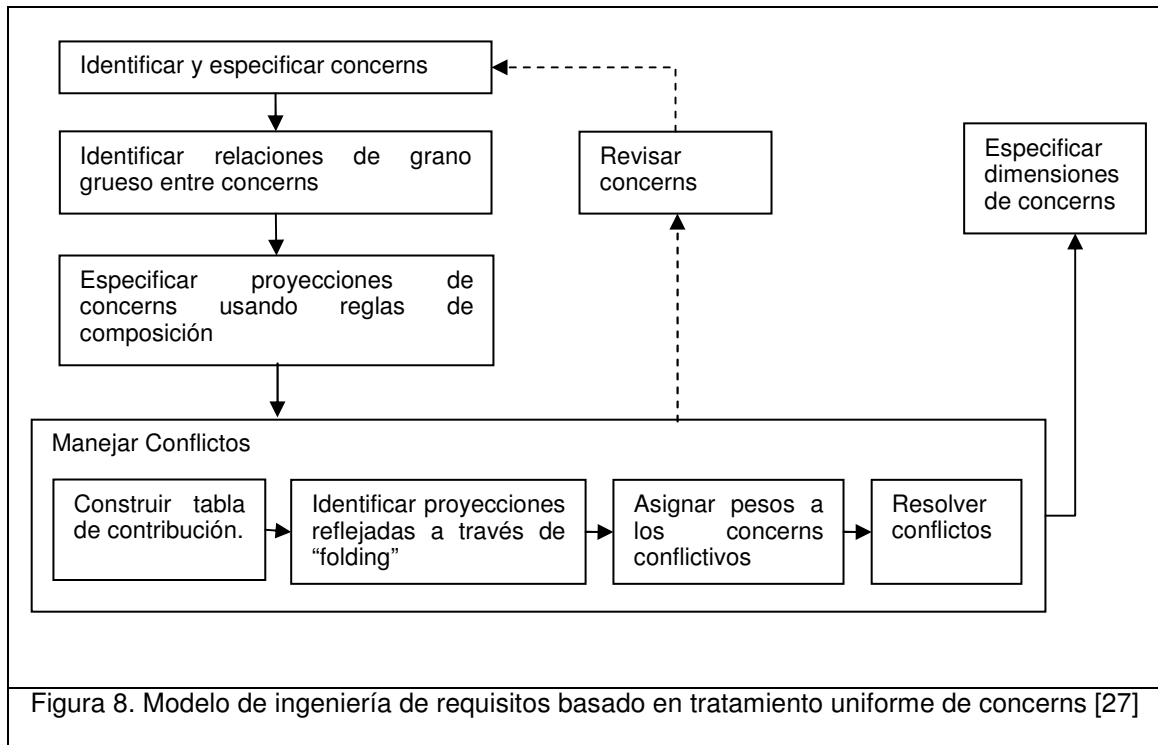 Identificar y especificar concerns
Identificar relaciones de grano
grueso entre concerns
Especificar proyecciones de
concerns usando reglas de
composición
Revisar
concerns
Especificar
dimensiones
de concerns
Manejar Conflictos
Construir tabla
de contribución.
Identificar proyecciones
reflejadas a través de
“folding”
Asignar pesos a
los concerns
conflictivos
Resolver
conflictos
Figura 8. Modelo de ingeniería de requisitos basado en tratamiento uniforme de concerns [27]